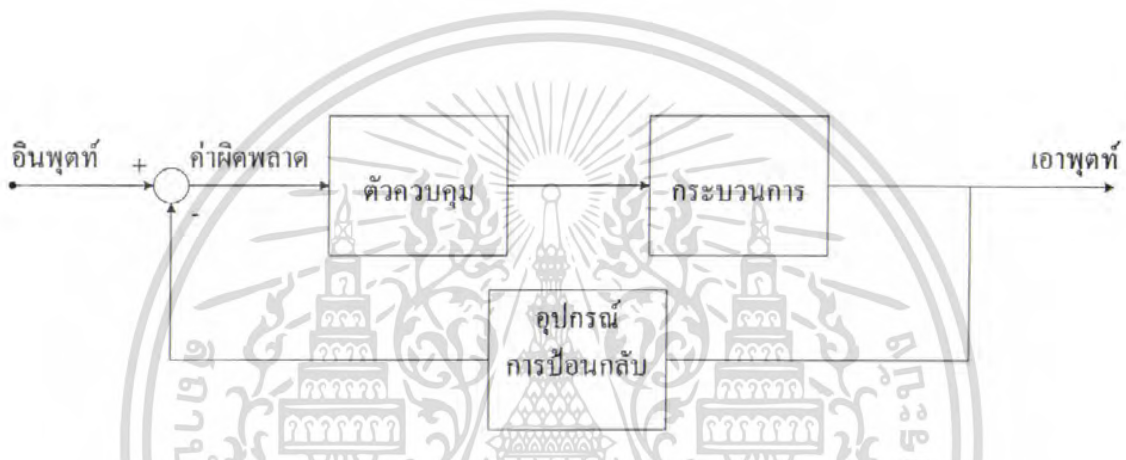 อินพุตท์
+
ค่าผิดพลาด
ตัวควบคุม
กระบวนการ
เอาพุตท์
-
อุปกรณ์
การป้อนกลับ